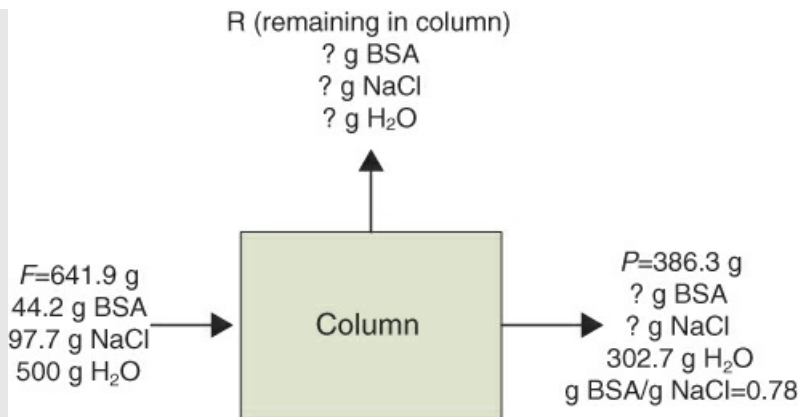 R (remaining in column)
? g BSA
? g NaCl
? g H₂O
F=641.9 g
44.2 g BSA
97.7 g NaCl
500 g H₂O
Column
P=386.3 g
? g BSA
? g NaCl
302.7 g H₂O
g BSA/g NaCl=0.78